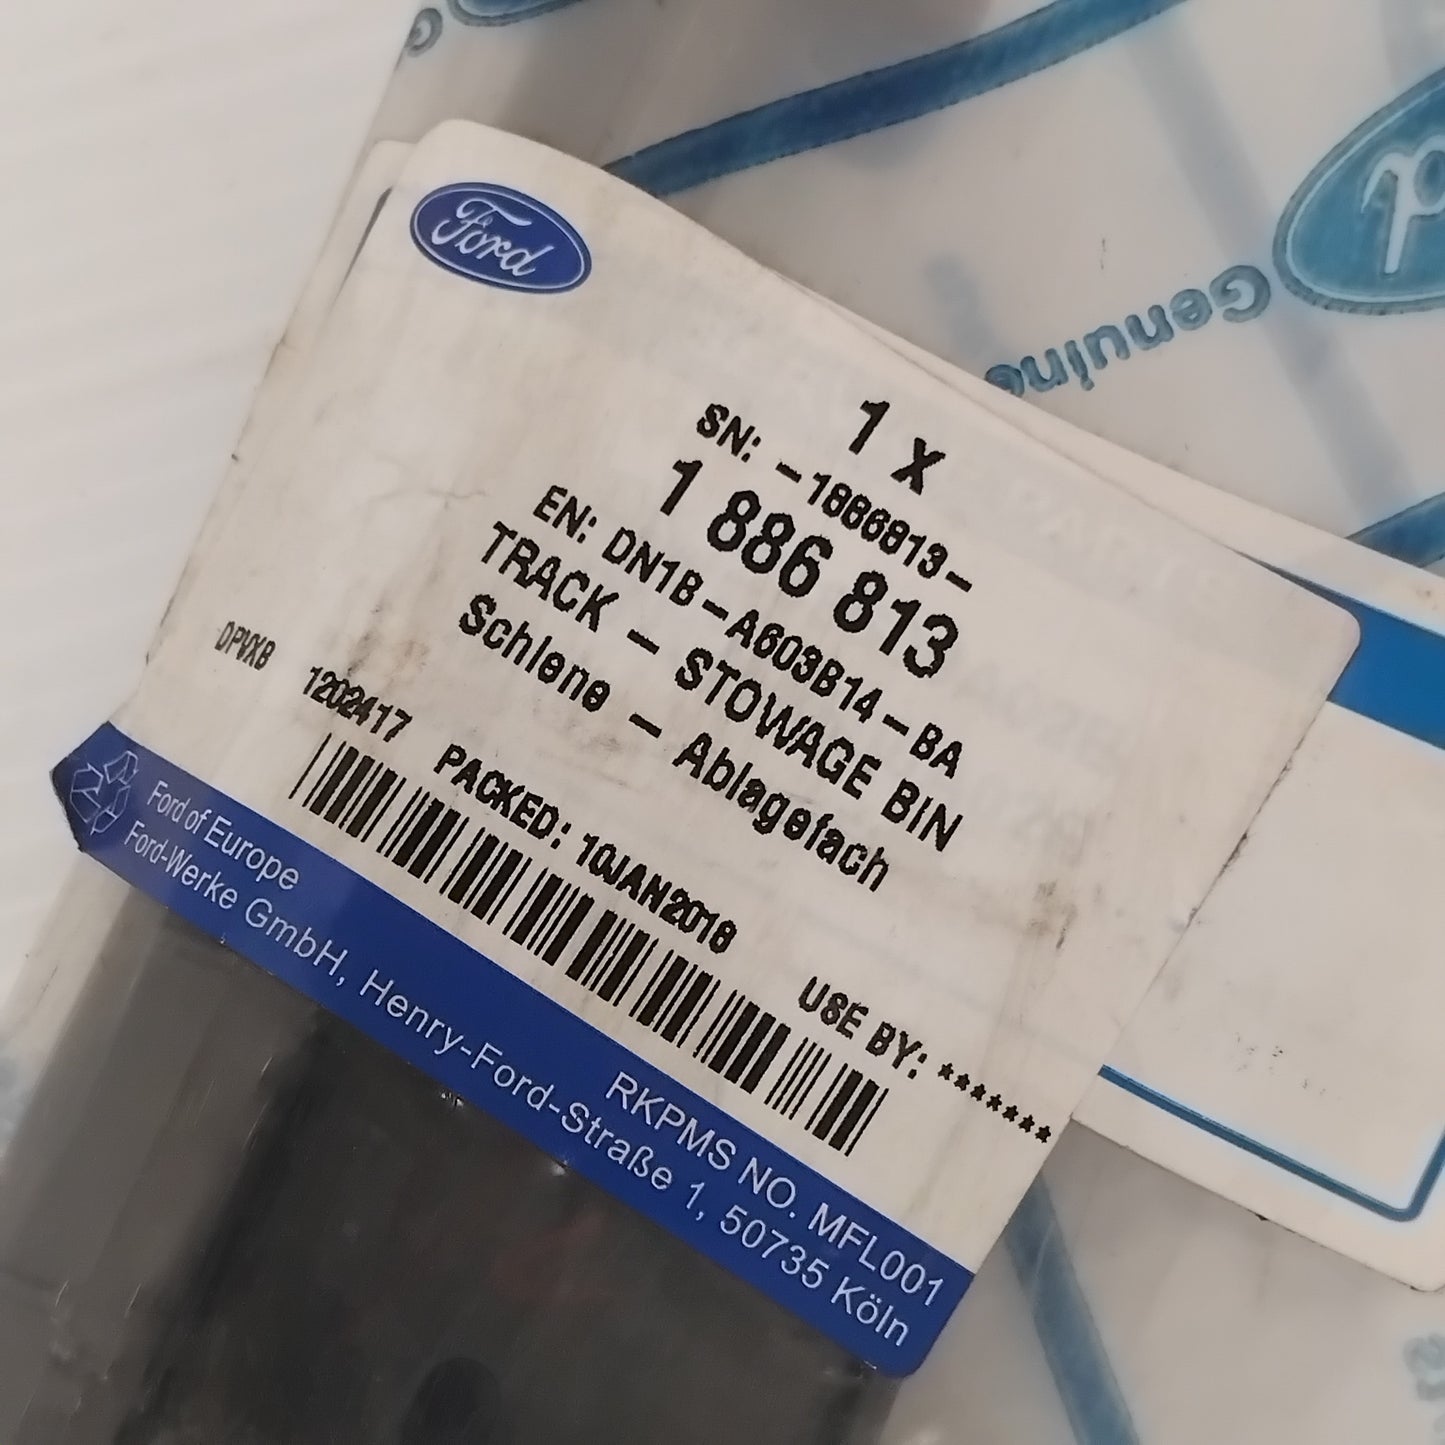 Genuine
Ford
1 x
SN: -1886813-
1 886 813
EN: DN1B-A603B14-BA
TRACK - STOWAGE BIN
Schiene - Ablagefach
DPVXB 1202417 PACKED: 10JAN2018 USE BY: *******
Ford of Europe RKPMS NO. MFL001
Ford-Werke GmbH, Henry-Ford-Straße 1, 50735 Köln